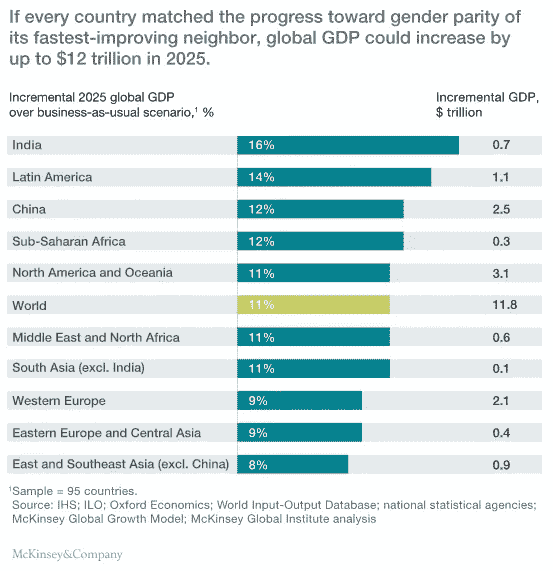 If every country matched the progress toward gender parity of
its fastest-improving neighbor, global GDP could increase by
up to $12 trillion in 2025.
Incremental 2025 global GDP
over business-as-usual scenario,¹ %
Incremental GDP,
$ trillion
India 16% 0.7
Latin America 14% 1.1
China 12% 2.5
Sub-Saharan Africa 12% 0.3
North America and Oceania 11% 3.1
World 11% 11.8
Middle East and North Africa 11% 0.6
South Asia (excl. India) 11% 0.1
Western Europe 9% 2.1
Eastern Europe and Central Asia 9% 0.4
East and Southeast Asia (excl. China) 8% 0.9
¹Sample = 95 countries.
Source: IHS; ILO; Oxford Economics; World Input-Output Database; national statistical agencies;
McKinsey Global Growth Model; McKinsey Global Institute analysis
McKinsey&Company